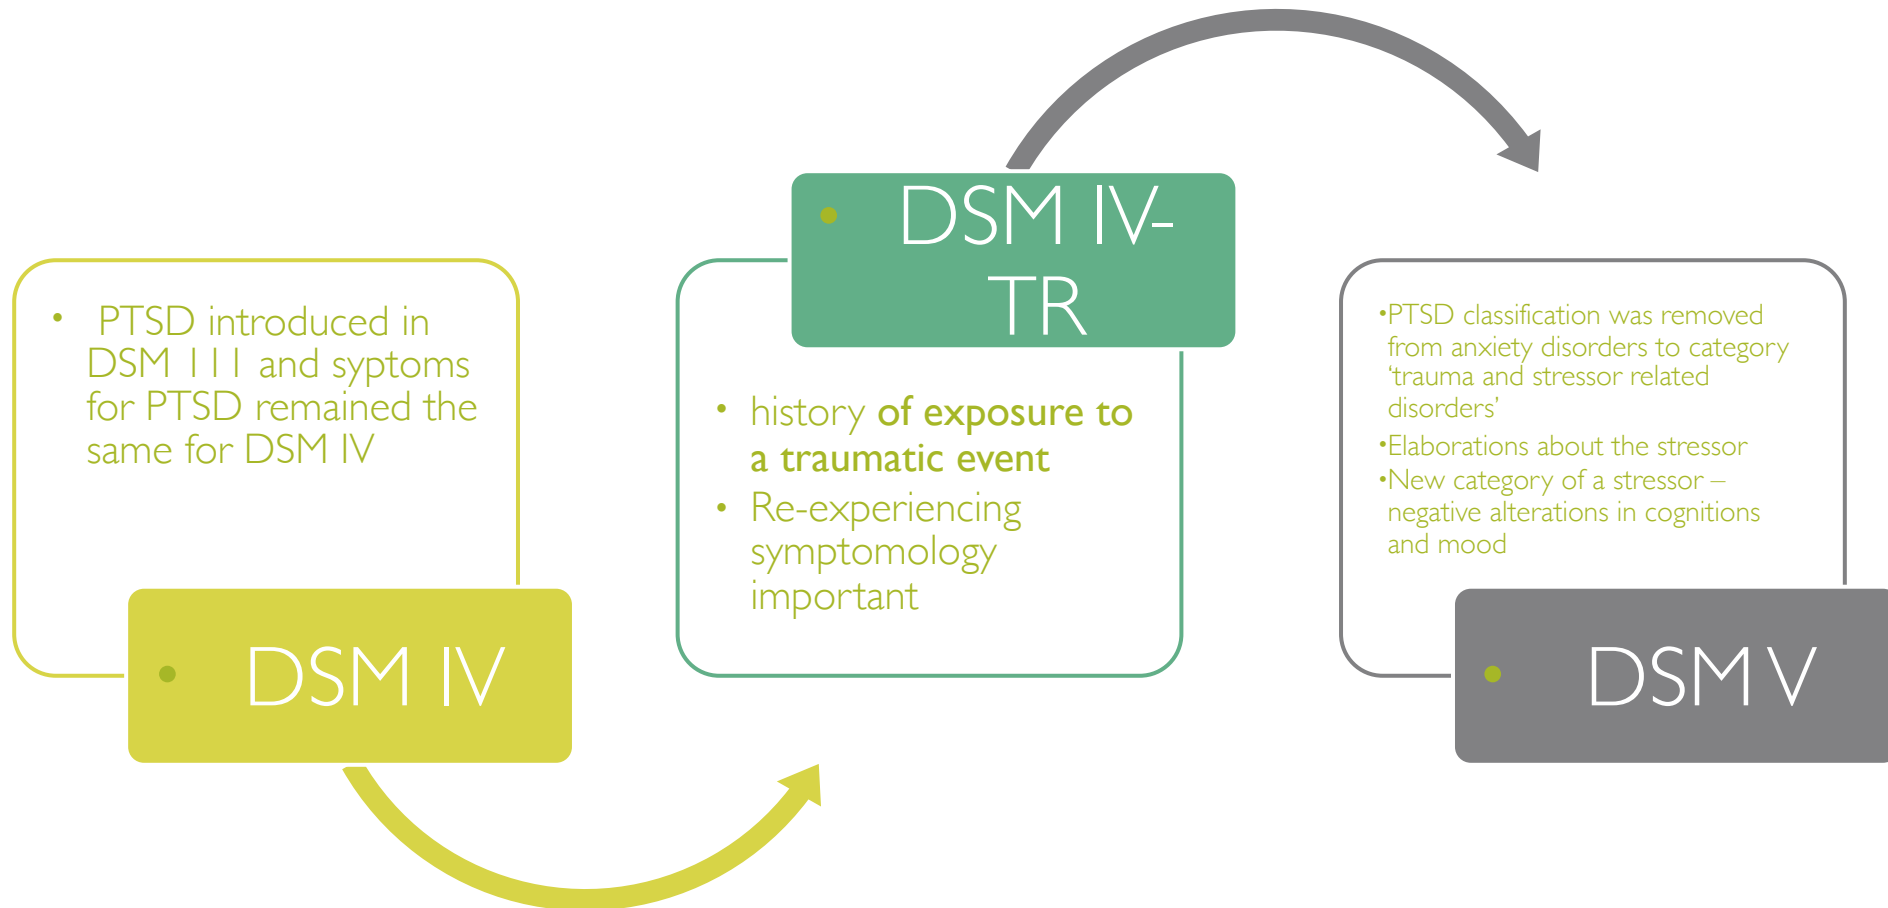 • PTSD introduced in
DSM 111 and syptoms
for PTSD remained the
same for DSM IV
• DSM IV
• DSM IV-
TR
• history of exposure to
a traumatic event
• Re-experiencing
symptomology
important
•PTSD classification was removed
from anxiety disorders to category
‘trauma and stressor related
disorders’
•Elaborations about the stressor
•New category of a stressor –
negative alterations in cognitions
and mood
• DSM V